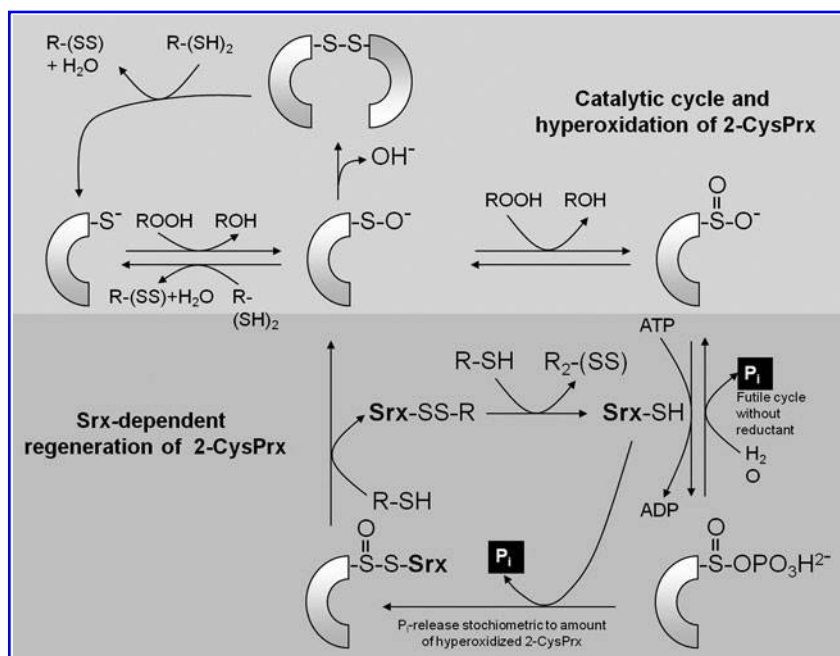 R-(SS)
+ H₂O
R-(SH)₂
-S-S-
Catalytic cycle and
hyperoxidation of 2-CysPrx
OH⁻
-S⁻
ROOH
ROH
-S-O⁻
ROOH
ROH
O
-S-O⁻
R-(SS)+H₂O
R-
(SH)₂
ATP
R-SH
R₂-(SS)
Pᵢ
Futile cycle
without
reductant
Srx-dependent
regeneration of 2-CysPrx
Srx-SS-R
Srx-SH
H₂
O
R-SH
ADP
O
-S-S-Srx
Pᵢ
O
-S-OPO₃H²⁻
Pᵢ-release stochiometric to amount
of hyperoxidized 2-CysPrx